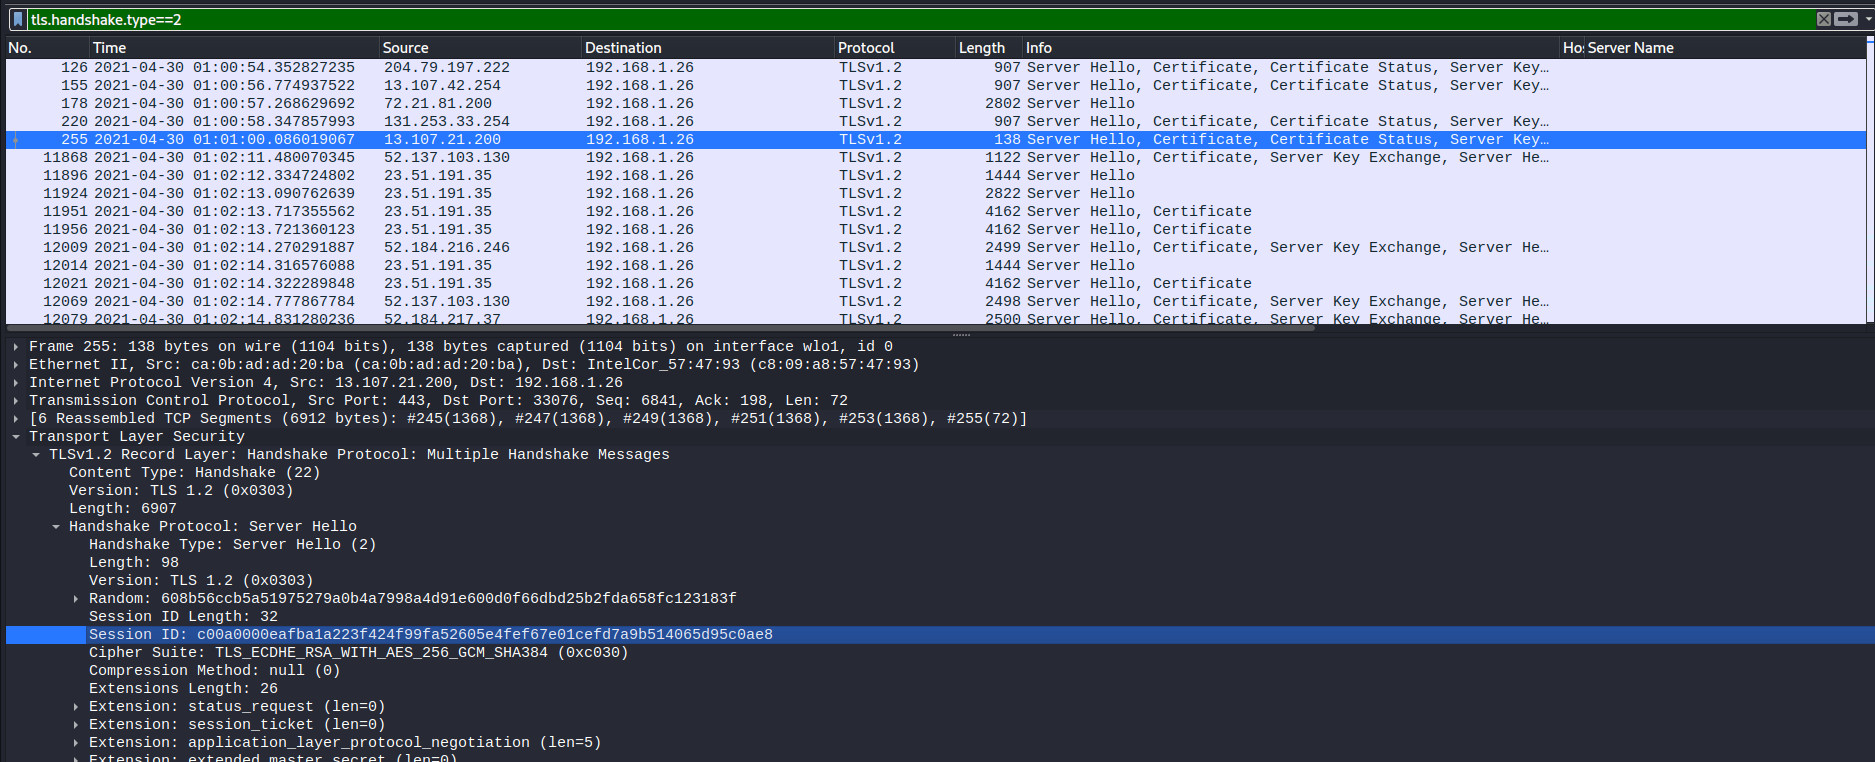 tls.handshake.type==2
No. Time Source Destination Protocol Length Info Hos Server Name
126 2021-04-30 01:00:54.352827235 204.79.197.222 192.168.1.26 TLSv1.2 907 Server Hello, Certificate, Certificate Status, Server Key…
155 2021-04-30 01:00:56.774937522 13.107.42.254 192.168.1.26 TLSv1.2 907 Server Hello, Certificate, Certificate Status, Server Key…
178 2021-04-30 01:00:57.268629692 72.21.81.200 192.168.1.26 TLSv1.2 2802 Server Hello
220 2021-04-30 01:00:58.347857993 131.253.33.254 192.168.1.26 TLSv1.2 907 Server Hello, Certificate, Certificate Status, Server Key…
255 2021-04-30 01:01:00.086019067 13.107.21.200 192.168.1.26 TLSv1.2 138 Server Hello, Certificate, Certificate Status, Server Key…
11868 2021-04-30 01:02:11.480070345 52.137.103.130 192.168.1.26 TLSv1.2 1122 Server Hello, Certificate, Server Key Exchange, Server He…
11896 2021-04-30 01:02:12.334724802 23.51.191.35 192.168.1.26 TLSv1.2 1444 Server Hello
11924 2021-04-30 01:02:13.090762639 23.51.191.35 192.168.1.26 TLSv1.2 2822 Server Hello
11951 2021-04-30 01:02:13.717355562 23.51.191.35 192.168.1.26 TLSv1.2 4162 Server Hello, Certificate
11956 2021-04-30 01:02:13.721360123 23.51.191.35 192.168.1.26 TLSv1.2 4162 Server Hello, Certificate
12009 2021-04-30 01:02:14.270291887 52.184.216.246 192.168.1.26 TLSv1.2 2499 Server Hello, Certificate, Server Key Exchange, Server He…
12014 2021-04-30 01:02:14.316576088 23.51.191.35 192.168.1.26 TLSv1.2 1444 Server Hello
12021 2021-04-30 01:02:14.322289848 23.51.191.35 192.168.1.26 TLSv1.2 4162 Server Hello, Certificate
12069 2021-04-30 01:02:14.777867784 52.137.103.130 192.168.1.26 TLSv1.2 2498 Server Hello, Certificate, Server Key Exchange, Server He…
12079 2021-04-30 01:02:14.831280236 52.184.217.37 192.168.1.26 TLSv1.2 2500 Server Hello, Certificate, Server Key Exchange, Server He…
Frame 255: 138 bytes on wire (1104 bits), 138 bytes captured (1104 bits) on interface wlo1, id 0
Ethernet II, Src: ca:0b:ad:ad:20:ba (ca:0b:ad:ad:20:ba), Dst: IntelCor_57:47:93 (c8:09:a8:57:47:93)
Internet Protocol Version 4, Src: 13.107.21.200, Dst: 192.168.1.26
Transmission Control Protocol, Src Port: 443, Dst Port: 33076, Seq: 6841, Ack: 198, Len: 72
[6 Reassembled TCP Segments (6912 bytes): #245(1368), #247(1368), #249(1368), #251(1368), #253(1368), #255(72)]
Transport Layer Security
TLSv1.2 Record Layer: Handshake Protocol: Multiple Handshake Messages
Content Type: Handshake (22)
Version: TLS 1.2 (0x0303)
Length: 6907
Handshake Protocol: Server Hello
Handshake Type: Server Hello (2)
Length: 98
Version: TLS 1.2 (0x0303)
Random: 608b56ccb5a51975279a0b4a7998a4d91e600d0f66dbd25b2fda658fc123183f
Session ID Length: 32
Session ID: c00a0000eafba1a223f424f99fa52605e4fef67e01cefd7a9b514065d95c0ae8
Cipher Suite: TLS_ECDHE_RSA_WITH_AES_256_GCM_SHA384 (0xc030)
Compression Method: null (0)
Extensions Length: 26
Extension: status_request (len=0)
Extension: session_ticket (len=0)
Extension: application_layer_protocol_negotiation (len=5)
Extension: extended_master_secret (len=0)